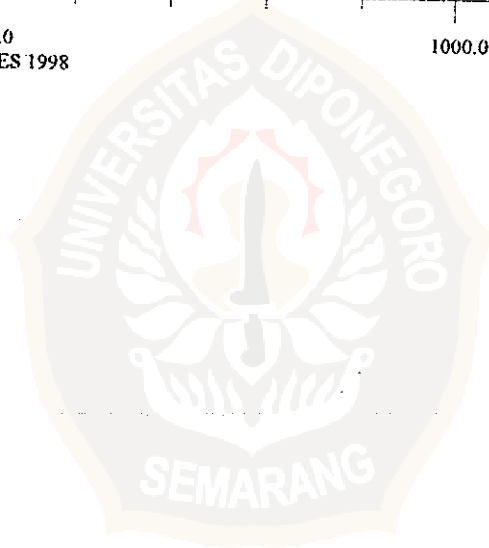 .0
ES 1998
1000.0
UNIVERSITAS DIPONEGORO
SEMARANG